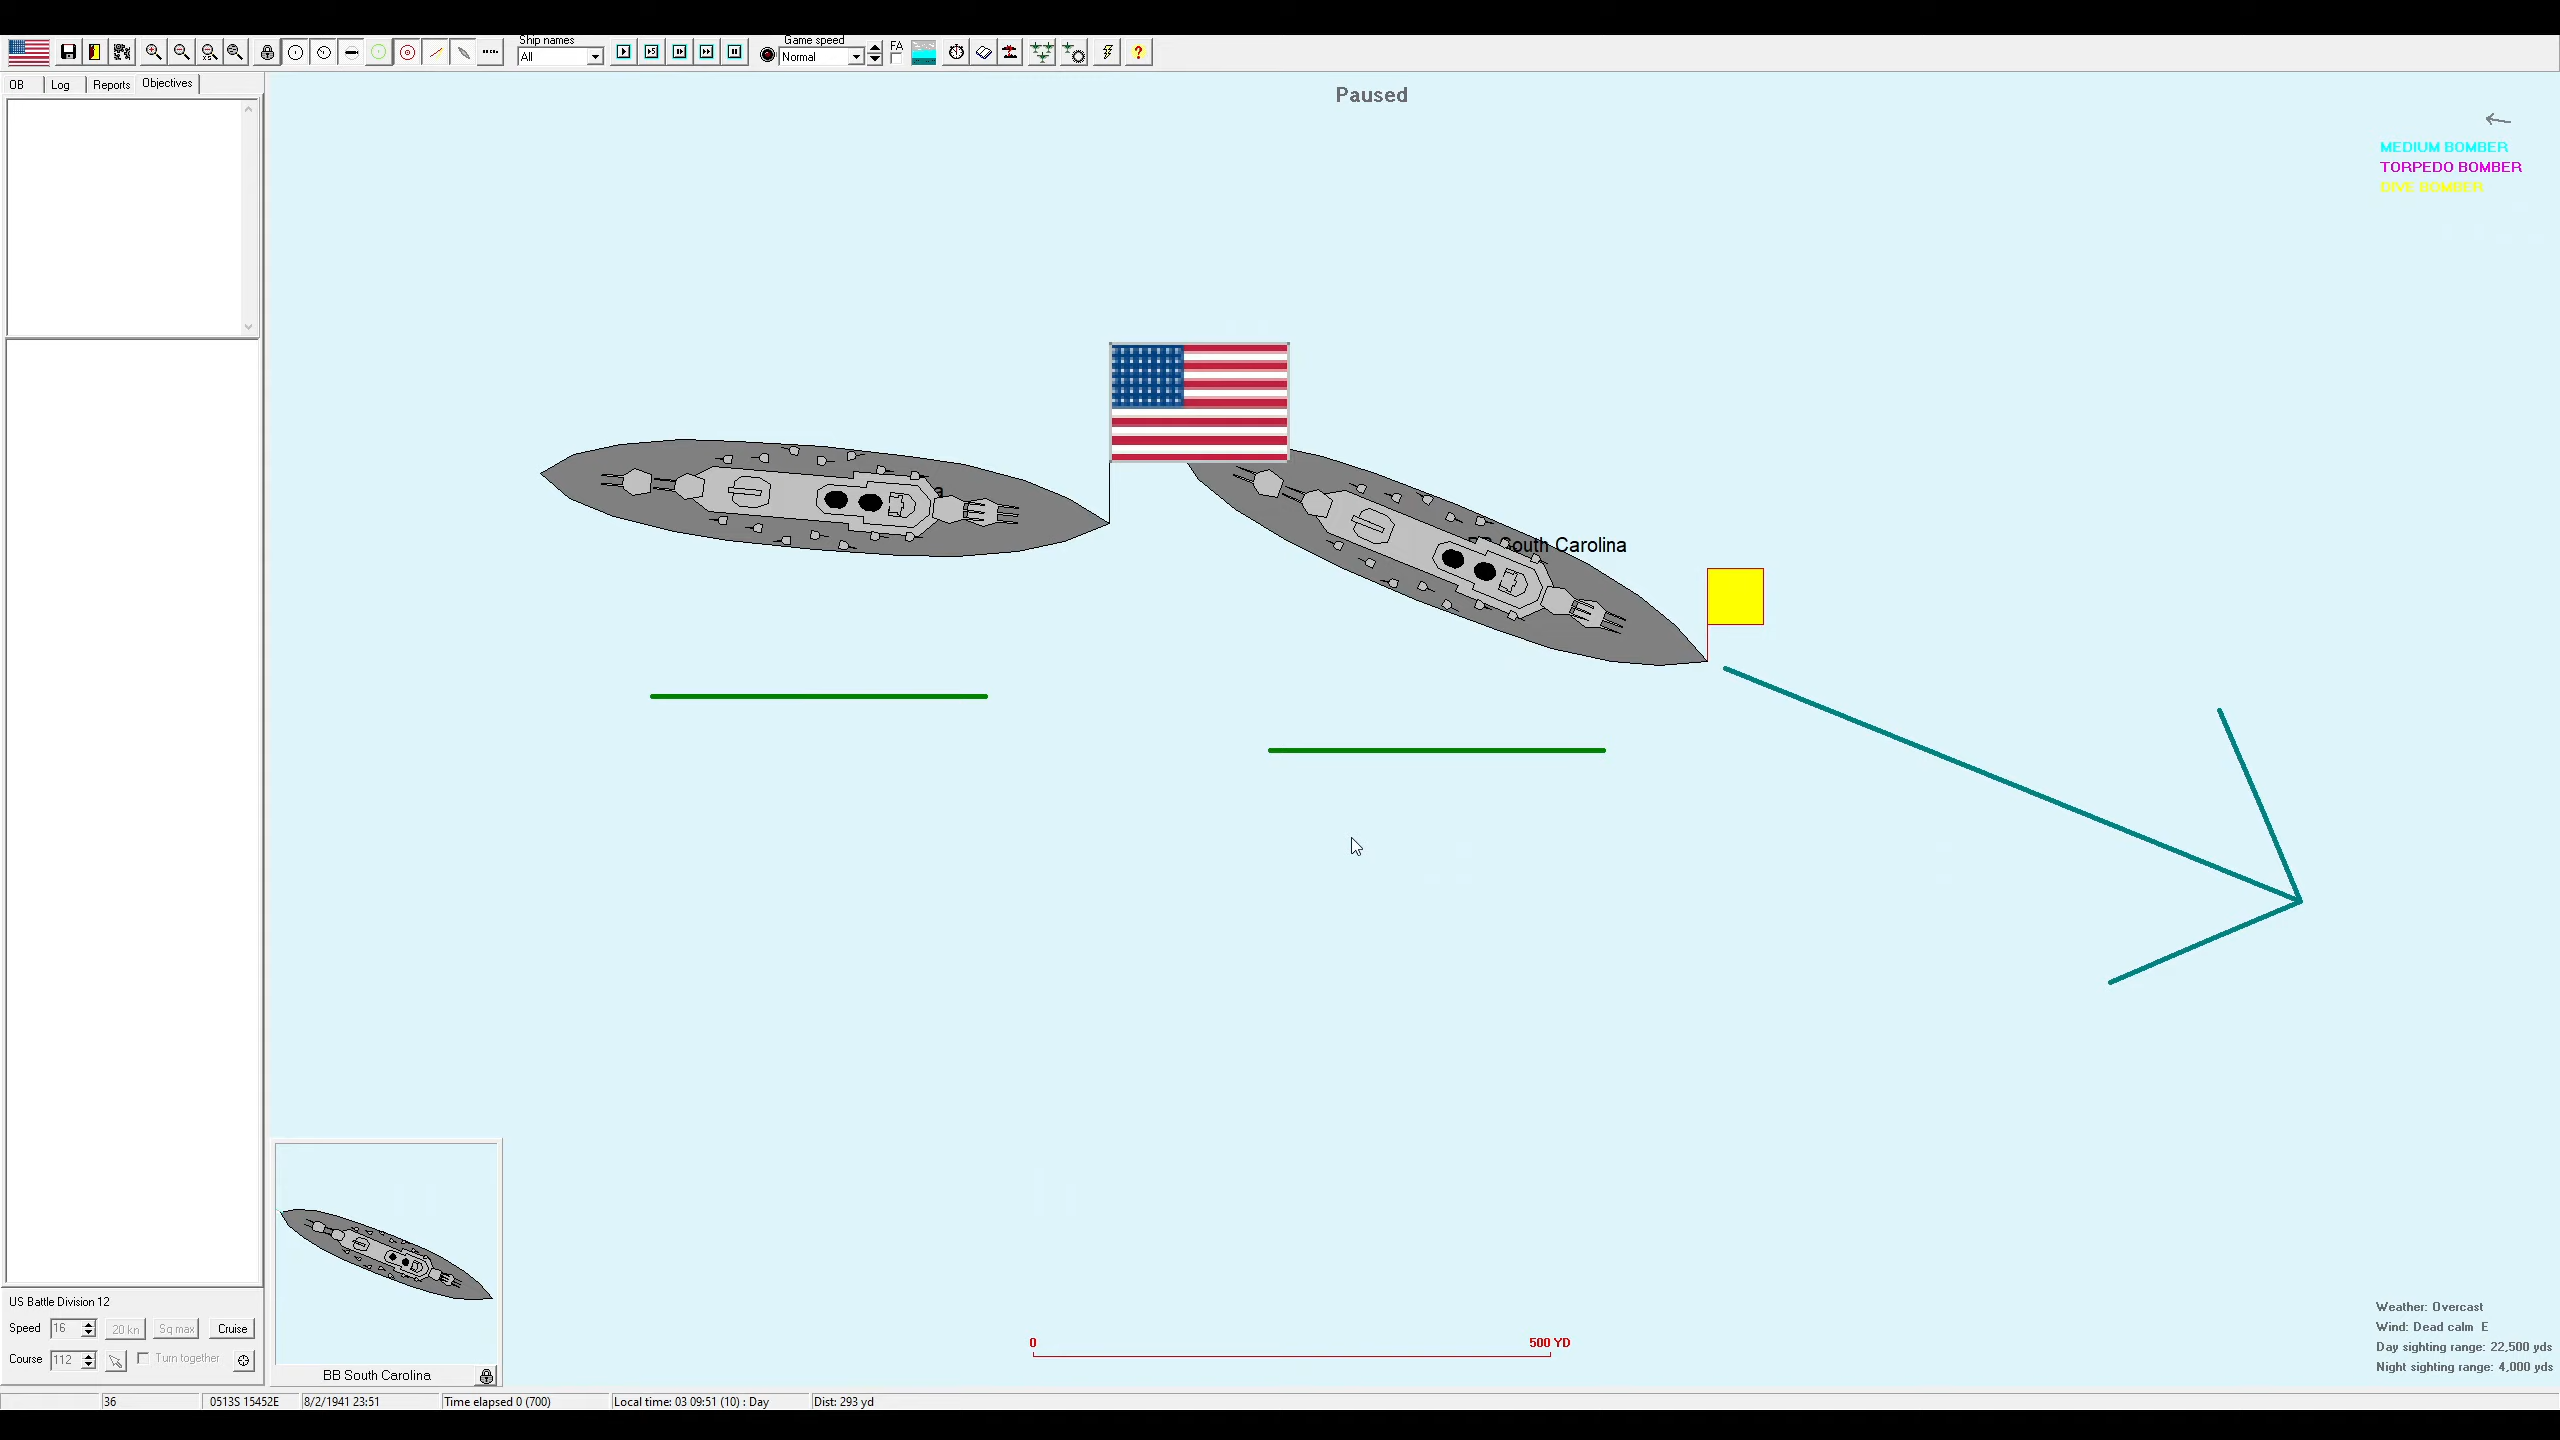 Ship names
All
Game speed
Normal
FA
OB
Log
Reports
Objectives
Paused
MEDIUM BOMBER
TORPEDO BOMBER
DIVE BOMBER
a
BB South Carolina
US Battle Division 12
Speed 16 20 kn Sq max Cruise
Course 112 Turn together
BB South Carolina
0 500 YD
Weather: Overcast
Wind: Dead calm E
Day sighting range: 22,500 yds
Night sighting range: 4,000 yds
36 0513S 15452E 8/2/1941 23:51 Time elapsed 0 (700) Local time: 03 09:51 (10) : Day Dist: 293 yd